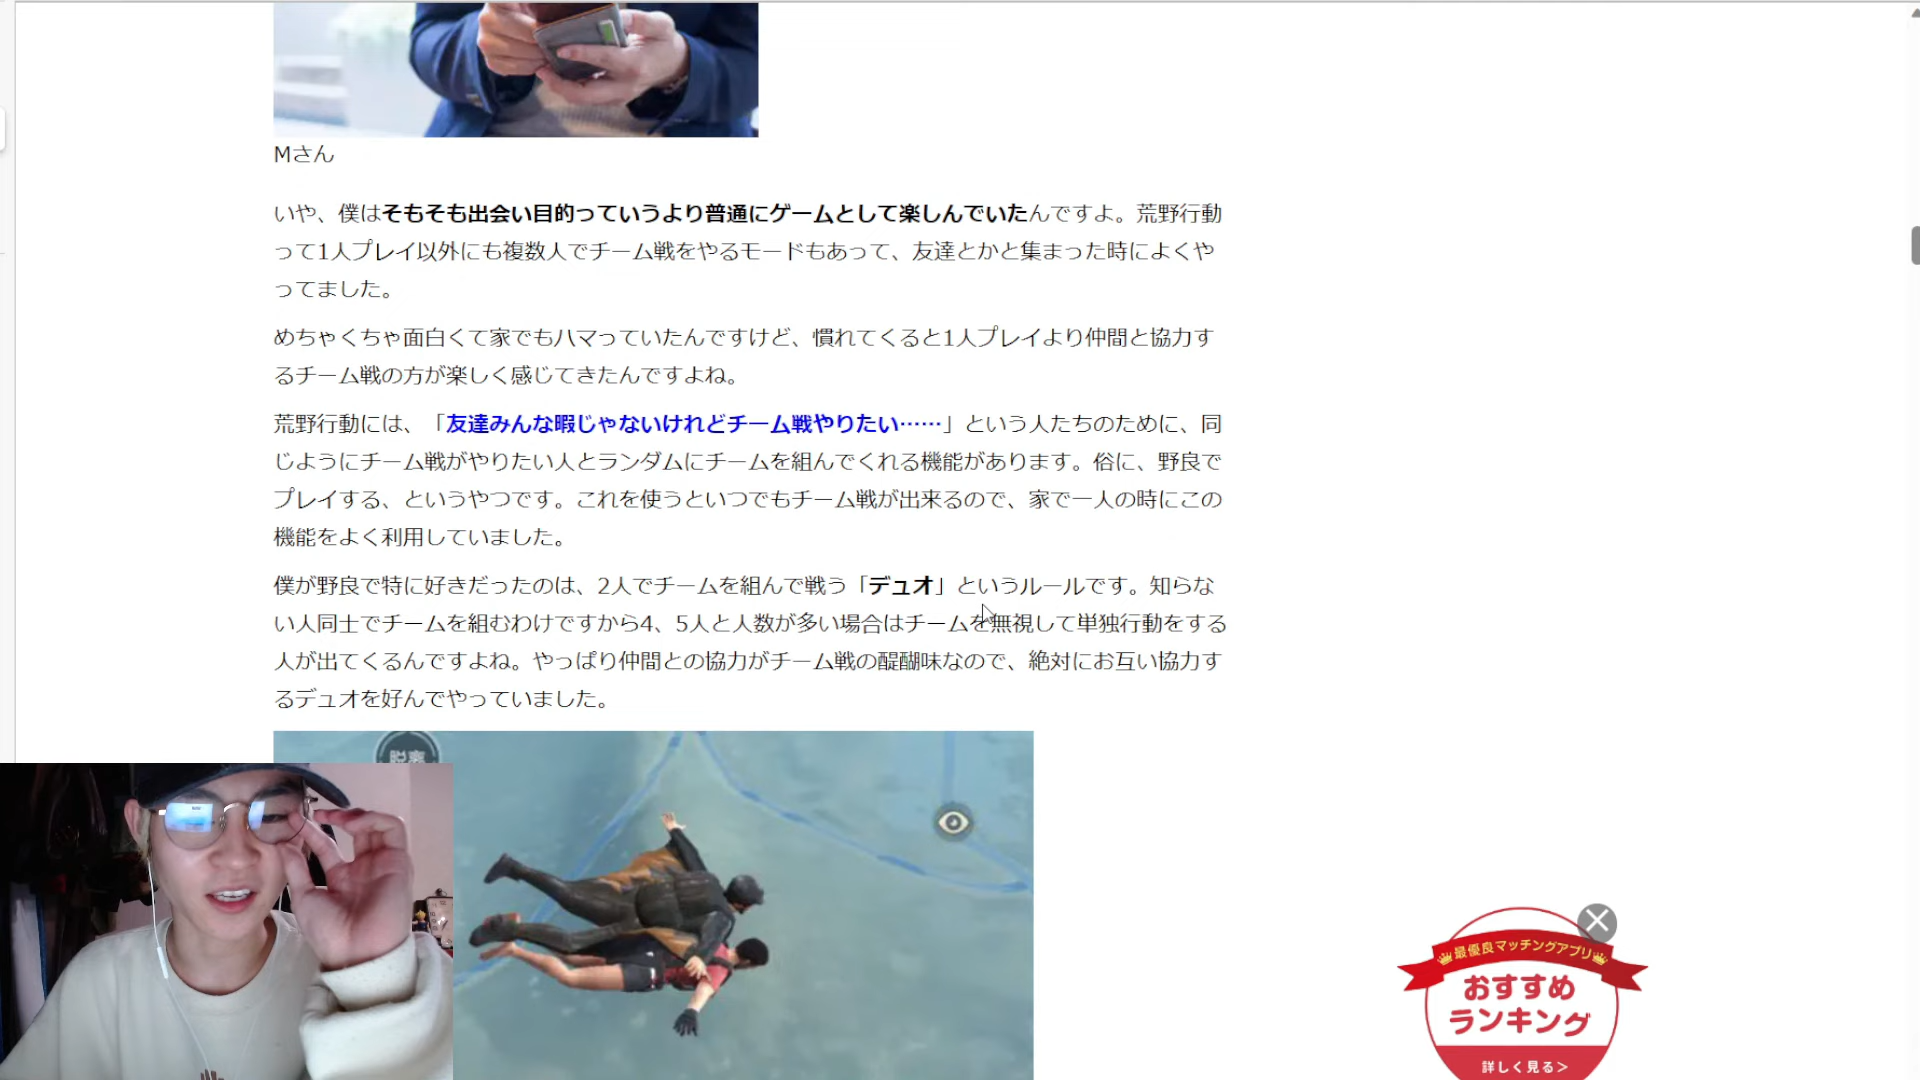 Mさん
いや、僕はそもそも出会い目的っていうより普通にゲームとして楽しんでいたんですよ。荒野行動
って1人プレイ以外にも複数人でチーム戦をやるモードもあって、友達とかと集まった時によくや
ってました。
めちゃくちゃ面白くて家でもハマっていたんですけど、慣れてくると1人プレイより仲間と協力す
るチーム戦の方が楽しく感じてきたんですよね。
荒野行動には、「友達みんな暇じゃないけれどチーム戦やりたい……」という人たちのために、同
じようにチーム戦がやりたい人とランダムにチームを組んでくれる機能があります。俗に、野良で
プレイする、というやつです。これを使うといつでもチーム戦が出来るので、家で一人の時にこの
機能をよく利用していました。
僕が野良で特に好きだったのは、2人でチームを組んで戦う「デュオ」というルールです。知らな
い人同士でチームを組むわけですから4、5人と人数が多い場合はチームを無視して単独行動をする
人が出てくるんですよね。やっぱり仲間との協力がチーム戦の醍醐味なので、絶対にお互い協力す
るデュオを好んでやっていました。
最優良マッチングアプリ
おすすめ
ランキング
詳しく見る>